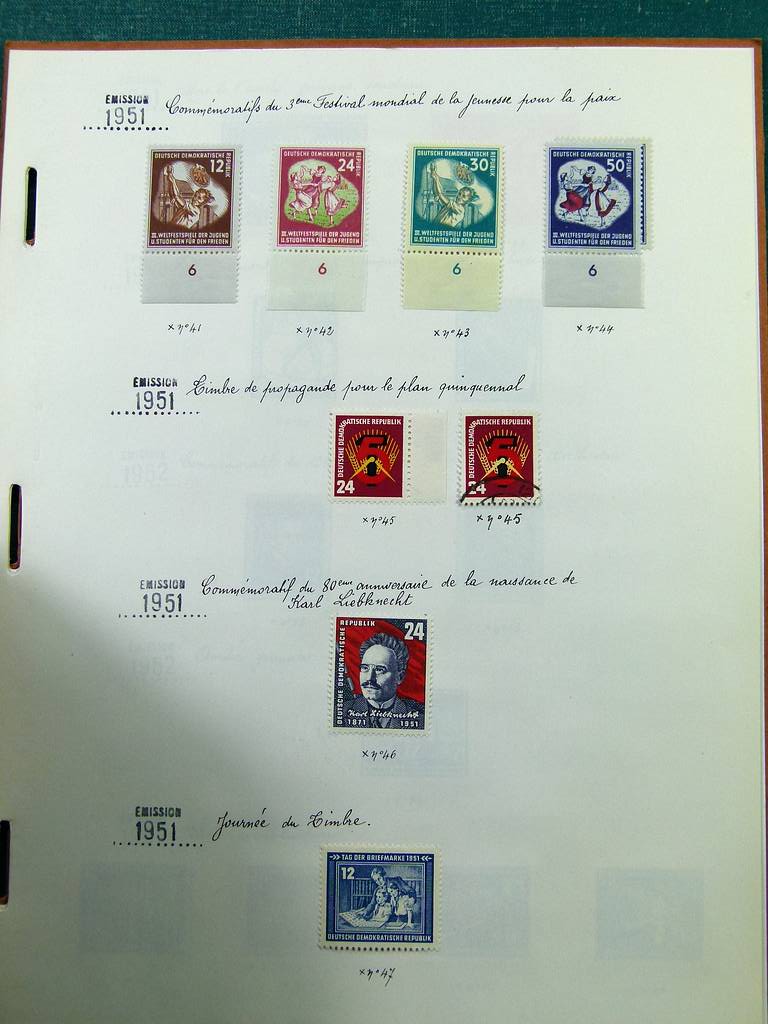 EMISSION
1951
Commémoratifs du 3eme Festival mondial de la Jeunesse pour la paix
DEUTSCHE DEMOKRATISCHE REPUBLIK
12
III. WELTFESTSPIELE DER JUGEND
U. STUDENTEN FÜR DEN FRIEDEN
6
DEUTSCHE DEMOKRATISCHE REPUBLIK
24
III. WELTFESTSPIELE DER JUGEND
U. STUDENTEN FÜR DEN FRIEDEN
6
DEUTSCHE DEMOKRATISCHE REPUBLIK
30
III. WELTFESTSPIELE DER JUGEND
U. STUDENTEN FÜR DEN FRIEDEN
6
DEUTSCHE DEMOKRATISCHE REPUBLIK
50
III. WELTFESTSPIELE DER JUGEND
U. STUDENTEN FÜR DEN FRIEDEN
6
x n° 41
x n° 42
x n° 43
x n° 44
EMISSION
1951
Timbre de propagande pour le plan quinquennal
DEUTSCHE DEMOKRATISCHE REPUBLIK
5
24
DEUTSCHE DEMOKRATISCHE REPUBLIK
5
24
x n° 45
x n° 45
EMISSION
1951
Commémoratif du 80eme anniversaire de la naissance de
Karl Liebknecht
DEUTSCHE DEMOKRATISCHE REPUBLIK
24
Karl Liebknecht
1871 1951
x n° 46
EMISSION
1951
Journée du Timbre.
TAG DER BRIEFMARKE 1951
12
DEUTSCHE DEMOKRATISCHE REPUBLIK
x n° 47